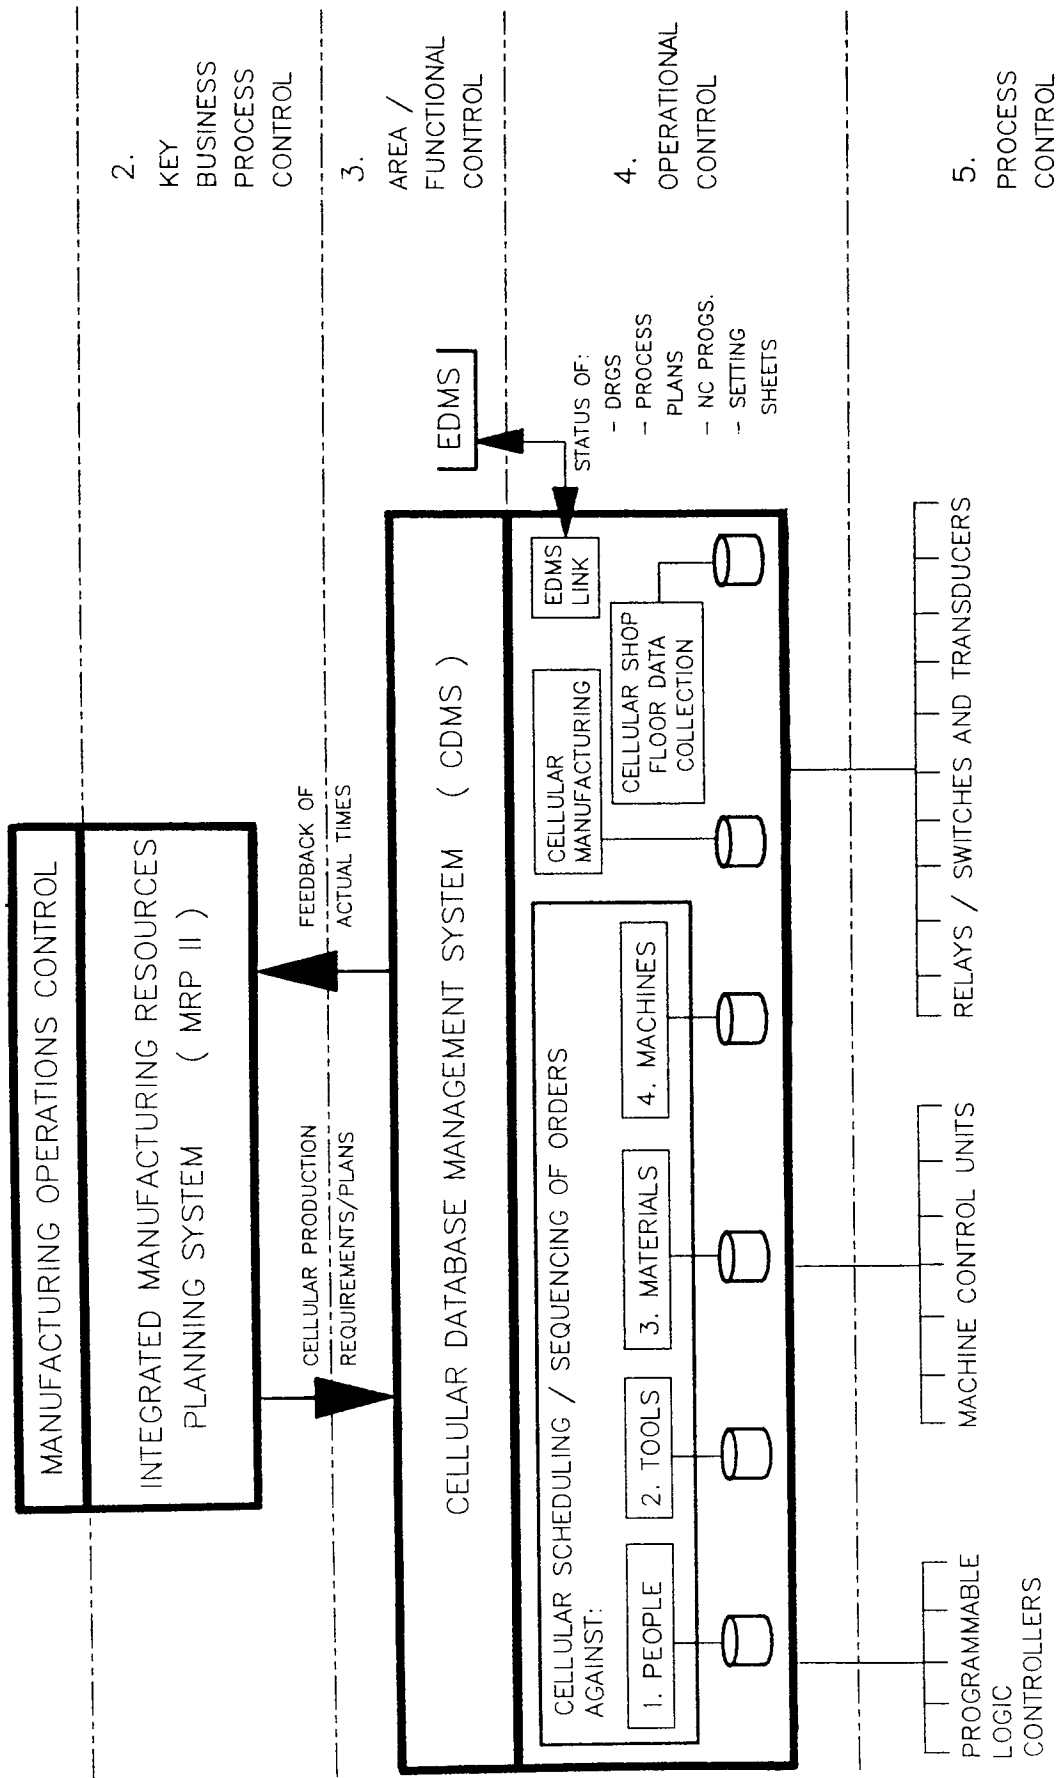 MANUFACTURING OPERATIONS CONTROL
INTEGRATED MANUFACTURING RESOURCES
PLANNING SYSTEM ( MRP II )
2.
KEY
BUSINESS
PROCESS
CONTROL
CELLULAR PRODUCTION
REQUIREMENTS/PLANS
FEEDBACK OF
ACTUAL TIMES
3.
AREA /
FUNCTIONAL
CONTROL
EDMS
CELLULAR DATABASE MANAGEMENT SYSTEM ( CDMS )
CELLULAR SCHEDULING / SEQUENCING OF ORDERS
AGAINST:
1. PEOPLE
2. TOOLS
3. MATERIALS
4. MACHINES
CELLULAR
MANUFACTURING
EDMS
LINK
CELLULAR SHOP
FLOOR DATA
COLLECTION
STATUS OF:
- DRGS
- PROCESS
PLANS
- NC PROGS.
- SETTING
SHEETS
4.
OPERATIONAL
CONTROL
PROGRAMMABLE
LOGIC
CONTROLLERS
MACHINE CONTROL UNITS
RELAYS / SWITCHES AND TRANSDUCERS
5.
PROCESS
CONTROL